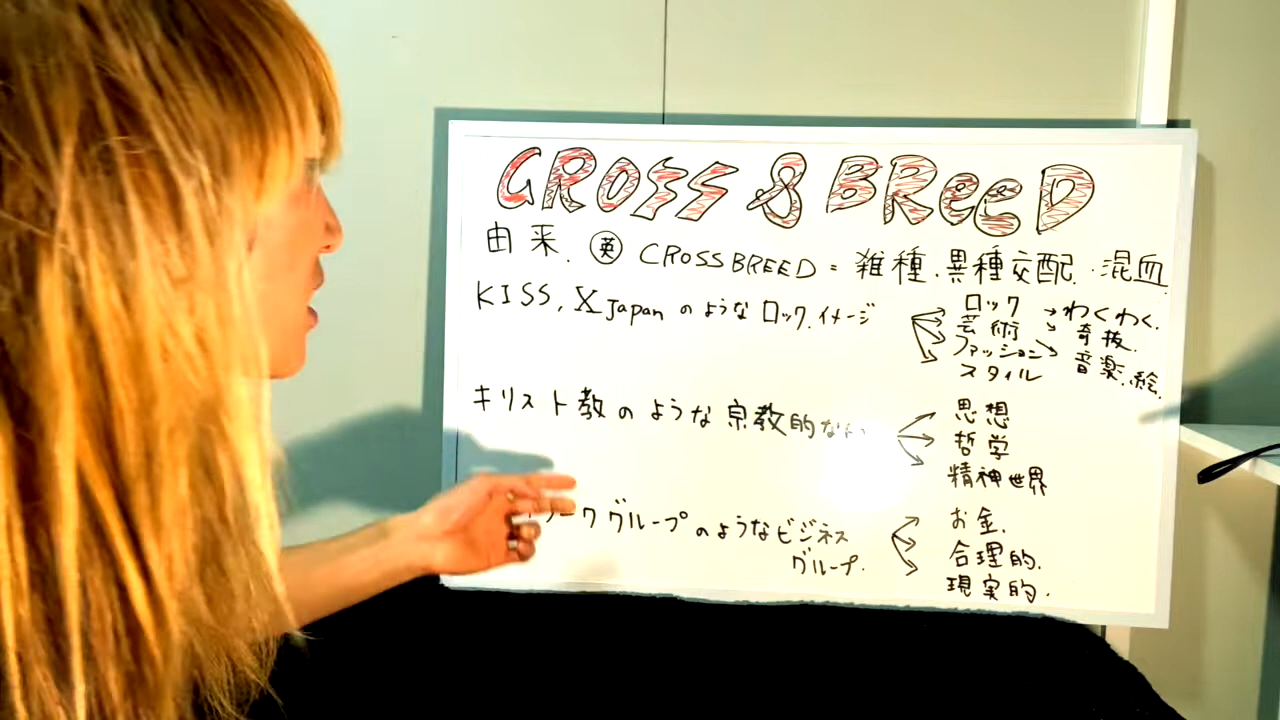 CROSS & BReeD
由来. 英 CROSSBREED = 雑種.異種交配.混血
KISS, X Japan のような ロック.イメージ
ロック → わくわく.
芸術 → 奇抜.
ファッション → 音楽.絵.
スタイル
キリスト教のような宗教的な
思想
哲学
精神世界
ワーク グループのようなビジネス
グループ.
お金.
合理的.
現実的.